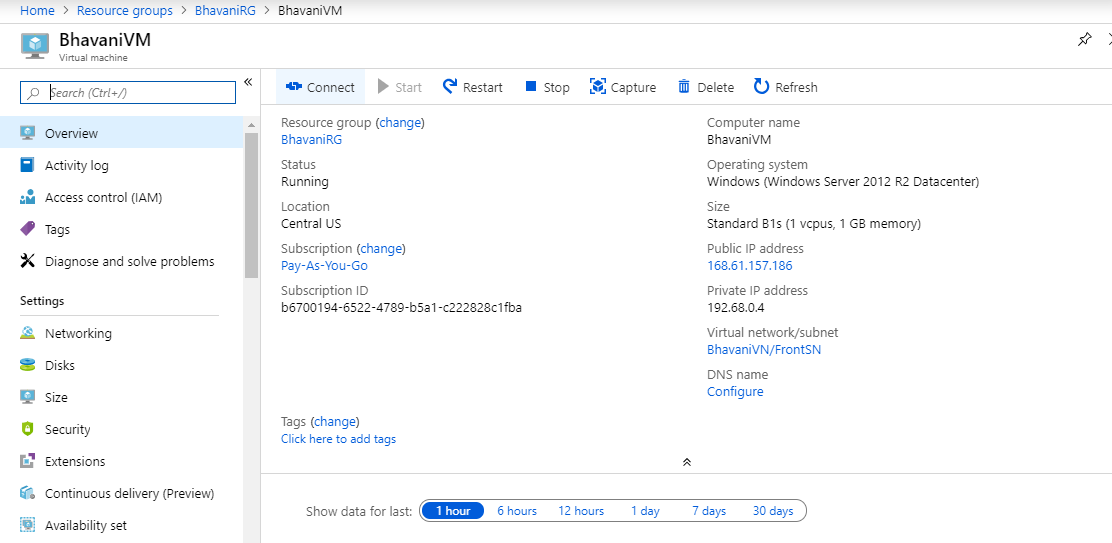 Home > Resource groups > BhavaniRG > BhavaniVM
BhavaniVM
Virtual machine
Search (Ctrl+/)
Overview
Activity log
Access control (IAM)
Tags
Diagnose and solve problems
Settings
Networking
Disks
Size
Security
Extensions
Continuous delivery (Preview)
Availability set
Connect Start Restart Stop Capture Delete Refresh
Resource group (change)
BhavaniRG
Status
Running
Location
Central US
Subscription (change)
Pay-As-You-Go
Subscription ID
b6700194-6522-4789-b5a1-c222828c1fba
Computer name
BhavaniVM
Operating system
Windows (Windows Server 2012 R2 Datacenter)
Size
Standard B1s (1 vcpus, 1 GB memory)
Public IP address
168.61.157.186
Private IP address
192.68.0.4
Virtual network/subnet
BhavaniVN/FrontSN
DNS name
Configure
Tags (change)
Click here to add tags
Show data for last: 1 hour 6 hours 12 hours 1 day 7 days 30 days